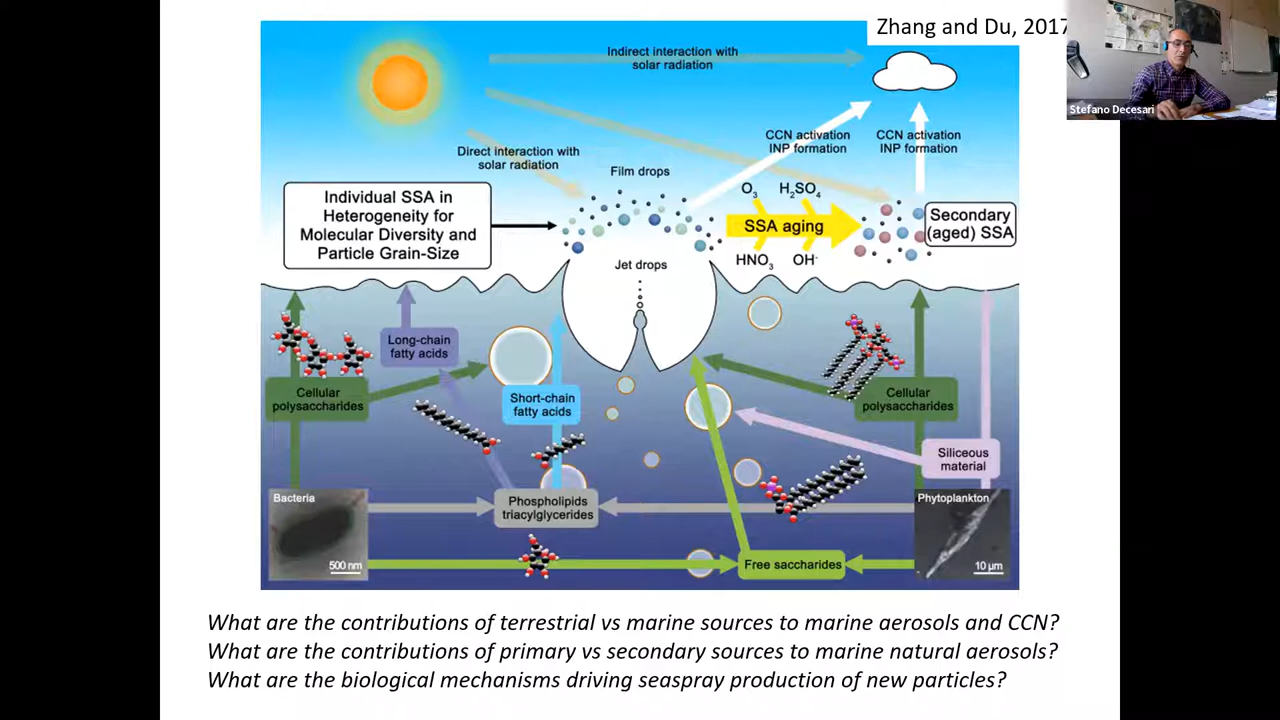 Zhang and Du, 2017
Stefano Decesari
Indirect interaction with
solar radiation
CCN activation
INP formation
CCN activation
INP formation
Direct interaction with
solar radiation
Film drops
O3 H2SO4
Individual SSA in
Heterogeneity for
Molecular Diversity and
Particle Grain-Size
SSA aging
Secondary
(aged) SSA
HNO3 OH·
Jet drops
Long-chain
fatty acids
Cellular
polysaccharides
Short-chain
fatty acids
Cellular
polysaccharides
Siliceous
material
Bacteria
500 nm
Phospholipids
triacylglycerides
Phytoplankton
10 µm
Free saccharides
What are the contributions of terrestrial vs marine sources to marine aerosols and CCN?
What are the contributions of primary vs secondary sources to marine natural aerosols?
What are the biological mechanisms driving seaspray production of new particles?